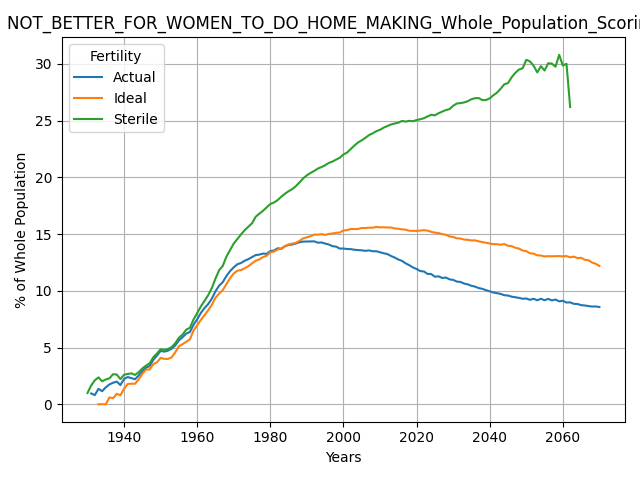 NOT_BETTER_FOR_WOMEN_TO_DO_HOME_MAKING_Whole_Population_Scorin
Fertility
Actual
Ideal
Sterile
% of Whole Population
30
25
20
15
10
5
0
1940 1960 1980 2000 2020 2040 2060
Years